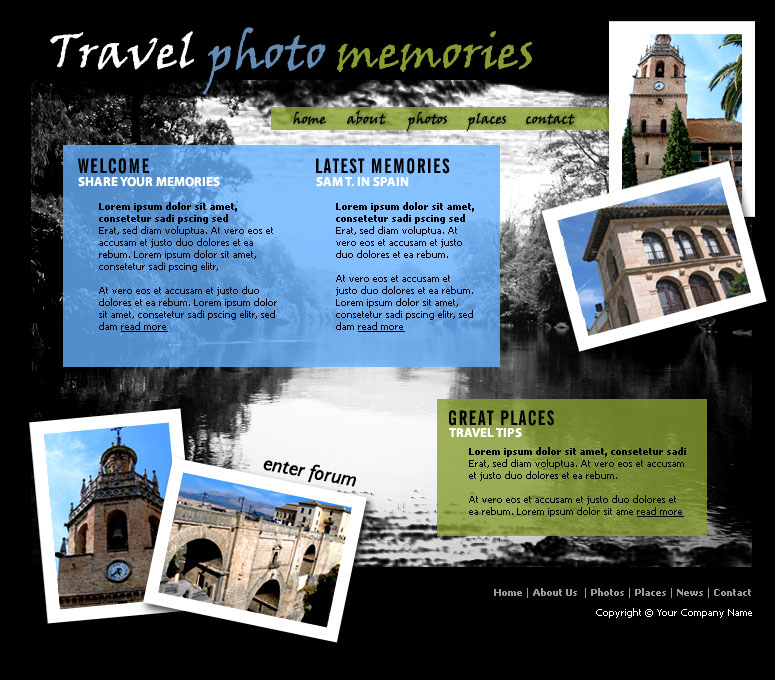 Travel photo memories
home about photos places contact
WELCOME
SHARE YOUR MEMORIES
Lorem ipsum dolor sit amet,
consetetur sadi pscing sed
Erat, sed diam voluptua. At vero eos et
accusam et justo duo dolores et ea
rebum. Lorem ipsum dolor sit amet,
consetetur sadi pscing elitr,
At vero eos et accusam et justo duo
dolores et ea rebum. Lorem ipsum dolor
sit amet, consetetur sadi pscing elitr, sed
dam read more
LATEST MEMORIES
SAM T. IN SPAIN
Lorem ipsum dolor sit amet,
consetetur sadi pscing sed
Erat, sed diam voluptua. At
vero eos et accusam et justo
duo dolores et ea rebum.
At vero eos et accusam et
justo duo dolores et ea rebum.
Lorem ipsum dolor sit amet,
consetetur sadi pscing elitr, sed
dam read more
GREAT PLACES
TRAVEL TIPS
Lorem ipsum dolor sit amet, consetetur sadi
Erat, sed diam voluptua. At vero eos et accusam
et justo duo dolores et ea rebum.
At vero eos et accusam et justo duo dolores et
ea rebum. Lorem ipsum dolor sit ame read more
enter forum
Home | About Us | Photos | Places | News | Contact
Copyright © Your Company Name